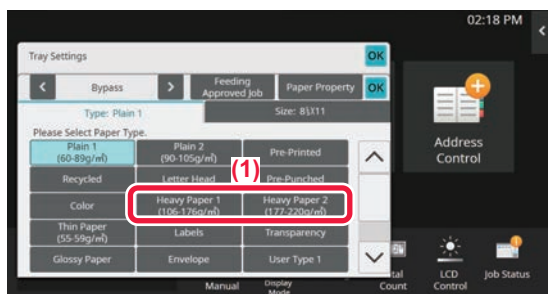 02:18 PM
Tray Settings
OK
Bypass
Feeding
Approved Job
Paper Property
OK
Type: Plain 1
Size: 8½X11
Please Select Paper Type.
Plain 1
(60-89g/㎡)
Plain 2
(90-105g/㎡)
Pre-Printed
Recycled
Letter Head
(1)
Pre-Punched
Color
Heavy Paper 1
(106-176g/㎡)
Heavy Paper 2
(177-220g/㎡)
Thin Paper
(55-59g/㎡)
Labels
Transparency
Glossy Paper
Envelope
User Type 1
Address
Control
Manual
Display
Mode
tal
Count
LCD
Control
Job Status